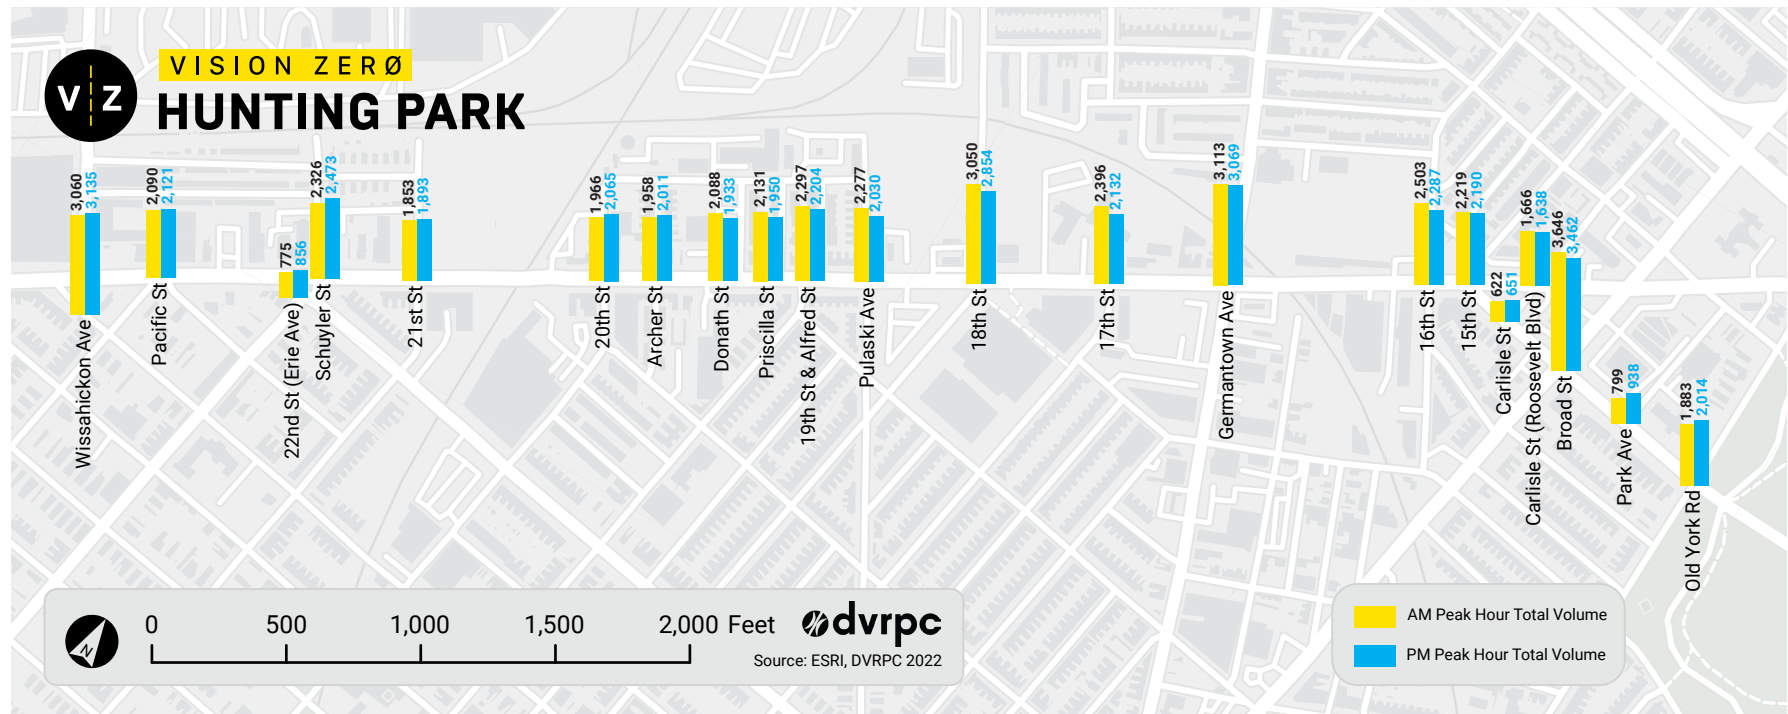 V Z
VISION ZERØ
HUNTING PARK
3,060
3,135
Wissahickon Ave
2,090
2,121
Pacific St
775
856
22nd St (Erie Ave)
2,326
2,473
Schuyler St
1,853
1,893
21st St
1,966
2,065
20th St
1,958
2,011
Archer St
2,088
1,933
Donath St
2,131
1,950
Priscilla St
2,297
2,204
19th St & Alfred St
2,277
2,030
Pulaski Ave
3,050
2,854
18th St
2,396
2,132
17th St
3,113
3,069
Germantown Ave
2,503
2,287
16th St
2,219
2,190
15th St
622
651
Carlisle St
1,666
1,638
Carlisle St (Roosevelt Blvd)
3,646
3,462
Broad St
799
938
Park Ave
1,883
2,014
Old York Rd
N
0 500 1,000 1,500 2,000 Feet
dvrpc
Source: ESRI, DVRPC 2022
AM Peak Hour Total Volume
PM Peak Hour Total Volume